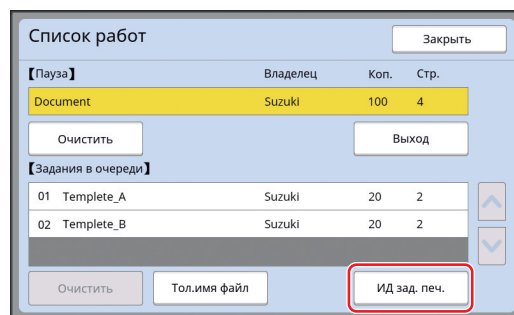 Список работ Закрыть
【Пауза】 Владелец Коп. Стр.
Document Suzuki 100 4
Очистить Выход
【Задания в очереди】
01 Templete_A Suzuki 20 2
02 Templete_B Suzuki 20 2
Очистить Тол.имя файл ИД зад. печ.